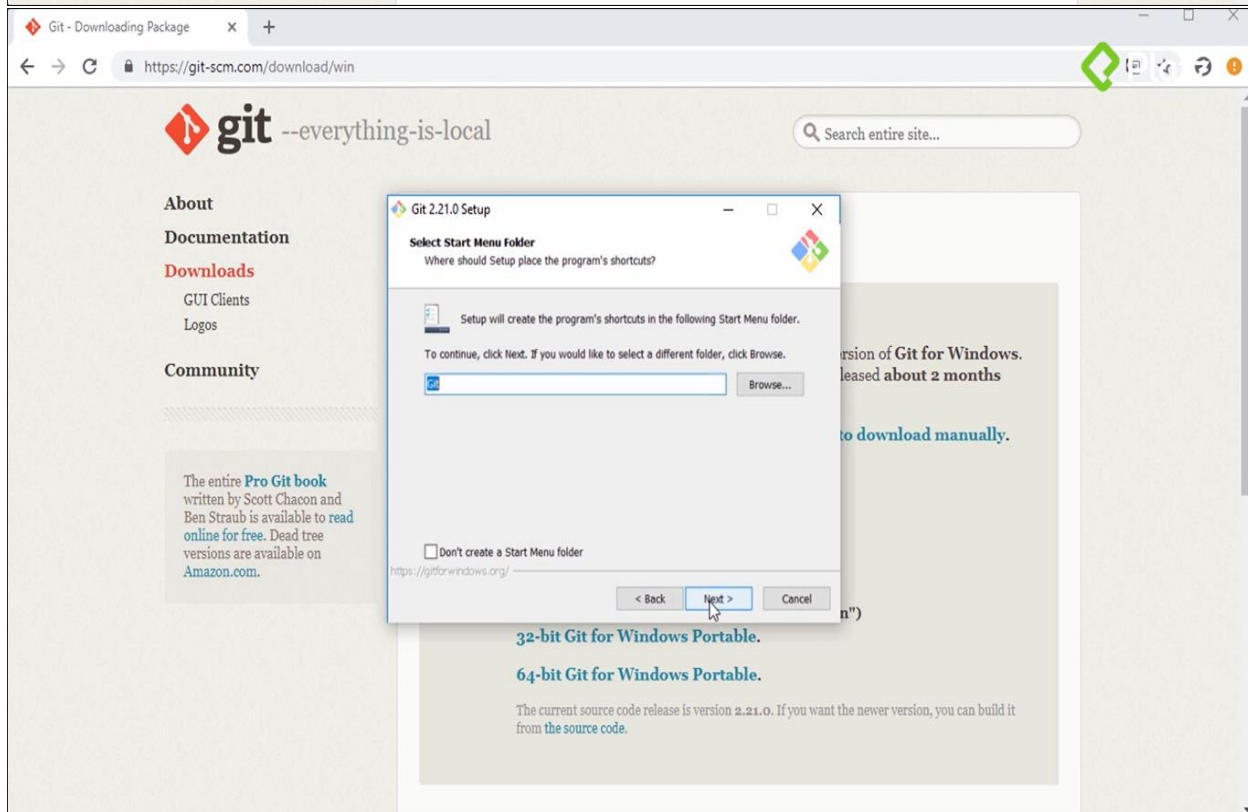 Git - Downloading Package
https://git-scm.com/download/win
git --everything-is-local
Search entire site...
About
Documentation
Downloads
GUI Clients
Logos
Community
The entire Pro Git book
written by Scott Chacon and
Ben Straub is available to read
online for free. Dead tree
versions are available on
Amazon.com.
Git 2.21.0 Setup
Select Start Menu Folder
Where should Setup place the program's shortcuts?
Setup will create the program's shortcuts in the following Start Menu folder.
To continue, click Next. If you would like to select a different folder, click Browse.
Git
Browse...
Don't create a Start Menu folder
https://gitforwindows.org/
< Back
Next >
Cancel
rsion of Git for Windows.
leased about 2 months
to download manually.
n")
32-bit Git for Windows Portable.
64-bit Git for Windows Portable.
The current source code release is version 2.21.0. If you want the newer version, you can build it
from the source code.